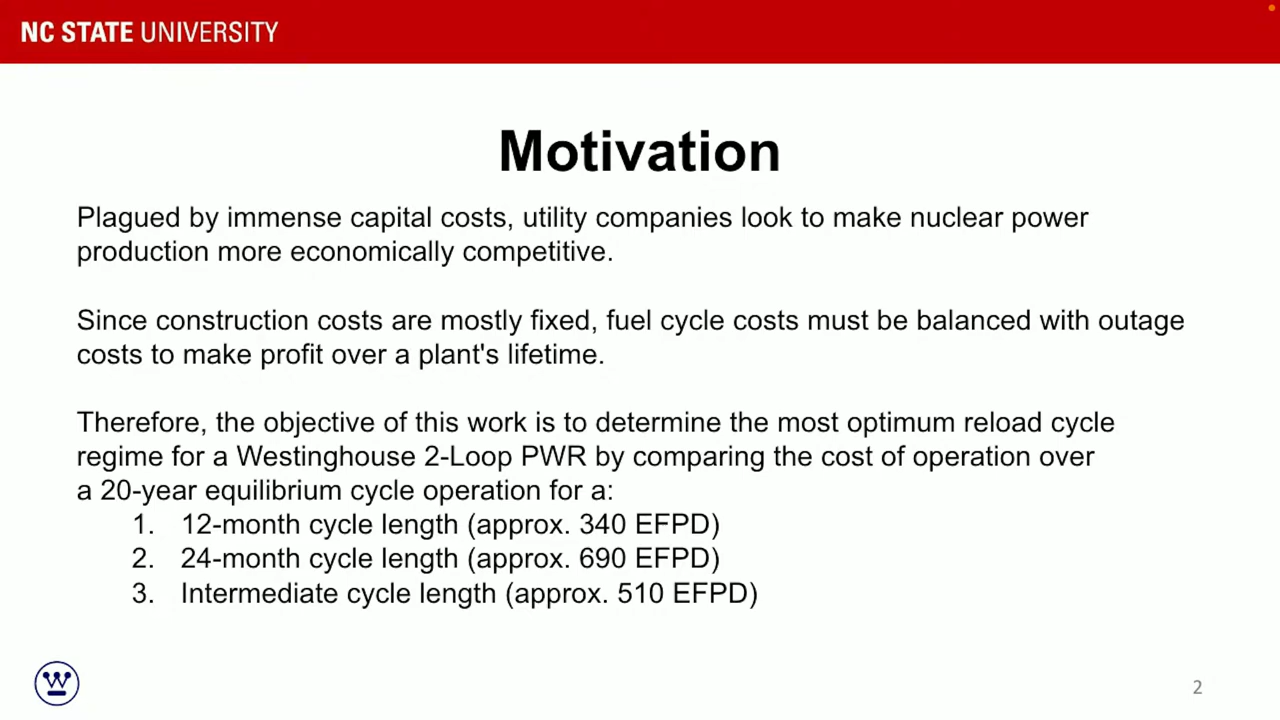 NC STATE UNIVERSITY
Motivation
Plagued by immense capital costs, utility companies look to make nuclear power
production more economically competitive.
Since construction costs are mostly fixed, fuel cycle costs must be balanced with outage
costs to make profit over a plant's lifetime.
Therefore, the objective of this work is to determine the most optimum reload cycle
regime for a Westinghouse 2-Loop PWR by comparing the cost of operation over
a 20-year equilibrium cycle operation for a:
1. 12-month cycle length (approx. 340 EFPD)
2. 24-month cycle length (approx. 690 EFPD)
3. Intermediate cycle length (approx. 510 EFPD)
2